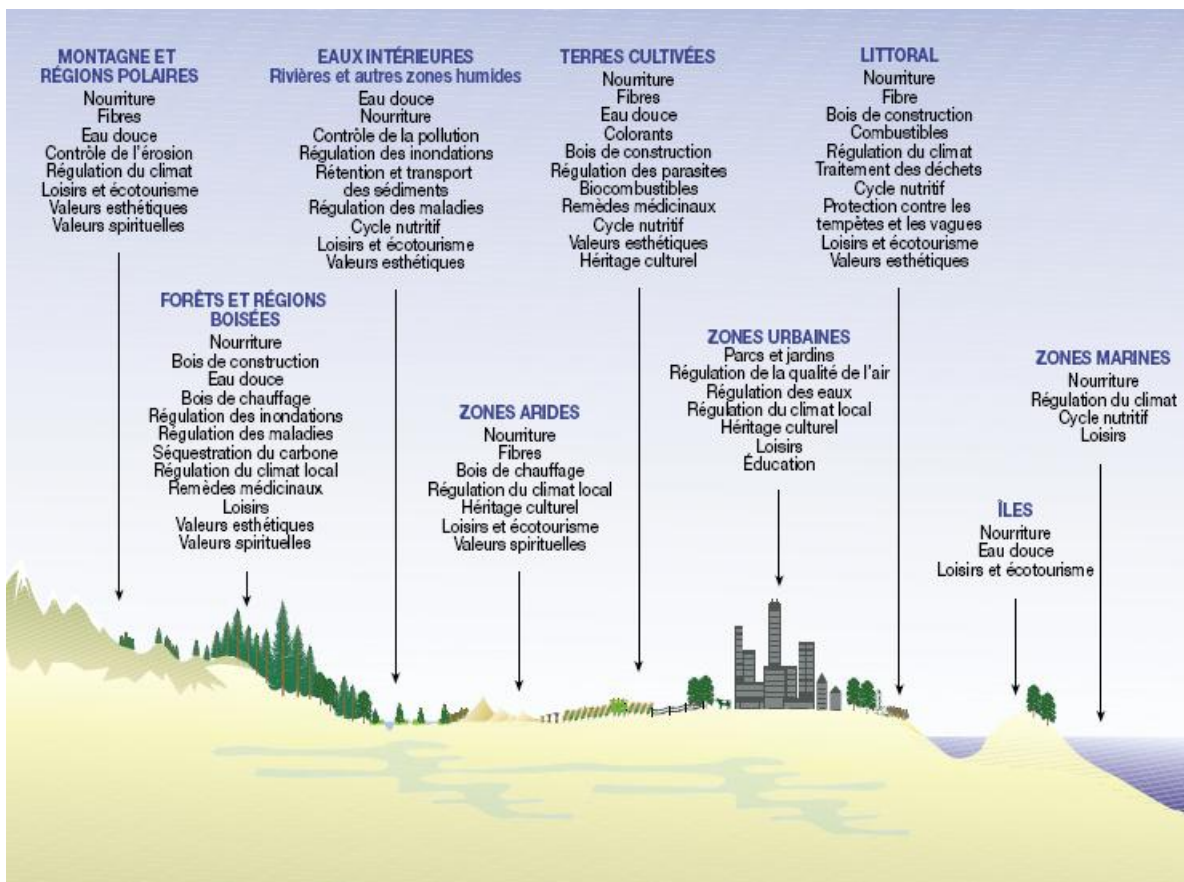 MONTAGNE ET
RÉGIONS POLAIRES
Nourriture
Fibres
Eau douce
Contrôle de l'érosion
Régulation du climat
Loisirs et écotourisme
Valeurs esthétiques
Valeurs spirituelles
EAUX INTÉRIEURES
Rivières et autres zones humides
Eau douce
Nourriture
Contrôle de la pollution
Régulation des inondations
Rétention et transport
des sédiments
Régulation des maladies
Cycle nutritif
Loisirs et écotourisme
Valeurs esthétiques
TERRES CULTIVÉES
Nourriture
Fibres
Eau douce
Colorants
Bois de construction
Régulation des parasites
Biocombustibles
Remèdes médicinaux
Cycle nutritif
Valeurs esthétiques
Héritage culturel
LITTORAL
Nourriture
Fibre
Bois de construction
Combustibles
Régulation du climat
Traitement des déchets
Cycle nutritif
Protection contre les
tempêtes et les vagues
Loisirs et écotourisme
Valeurs esthétiques
FORÊTS ET RÉGIONS
BOISÉES
Nourriture
Bois de construction
Eau douce
Bois de chauffage
Régulation des inondations
Régulation des maladies
Séquestration du carbone
Régulation du climat local
Remèdes médicinaux
Loisirs
Valeurs esthétiques
Valeurs spirituelles
ZONES ARIDES
Nourriture
Fibres
Bois de chauffage
Régulation du climat local
Héritage culturel
Loisirs et écotourisme
Valeurs spirituelles
ZONES URBAINES
Parcs et jardins
Régulation de la qualité de l'air
Régulation des eaux
Régulation du climat local
Héritage culturel
Loisirs
Éducation
ZONES MARINES
Nourriture
Régulation du climat
Cycle nutritif
Loisirs
ÎLES
Nourriture
Eau douce
Loisirs et écotourisme